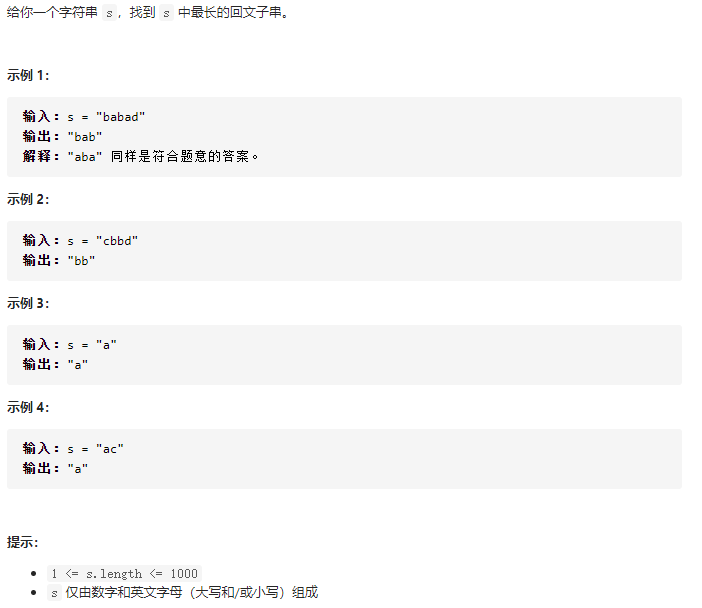 给你一个字符串 s，找到 s 中最长的回文子串。
示例 1：
输入：s = "babad"
输出："bab"
解释："aba" 同样是符合题意的答案。
示例 2：
输入：s = "cbbd"
输出："bb"
示例 3：
输入：s = "a"
输出："a"
示例 4：
输入：s = "ac"
输出："a"
提示：
• 1 <= s.length <= 1000
• s 仅由数字和英文字母（大写和/或小写）组成